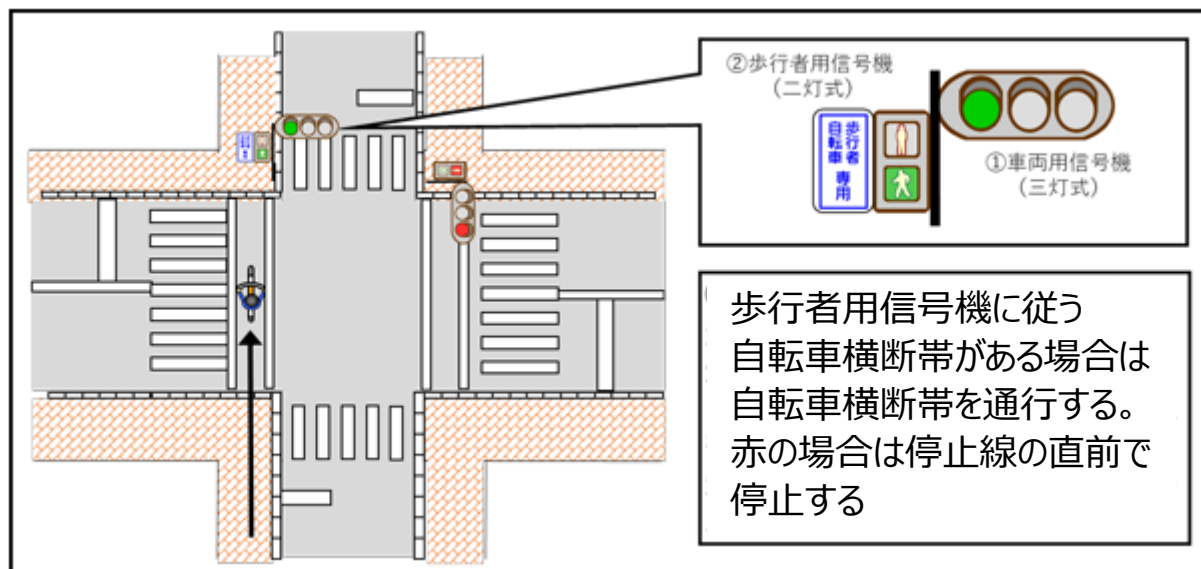 ②歩行者用信号機
(二灯式)
歩行者
自転車
専用
①車両用信号機
(三灯式)
歩行者用信号機に従う
自転車横断帯がある場合は
自転車横断帯を通行する。
赤の場合は停止線の直前で
停止する